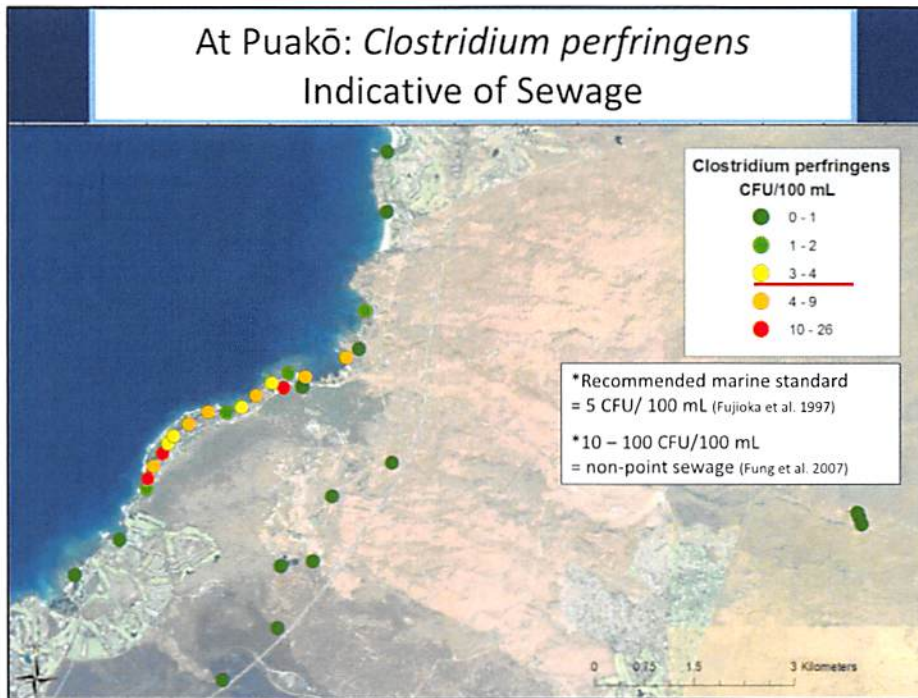 At Puakō: Clostridium perfringens
Indicative of Sewage
Clostridium perfringens
CFU/100 mL
0 - 1
1 - 2
3 - 4
4 - 9
10 - 26
*Recommended marine standard
= 5 CFU/ 100 mL (Fujioka et al. 1997)
*10 – 100 CFU/100 mL
= non-point sewage (Fung et al. 2007)
0 0.75 1.5 3 Kilometers